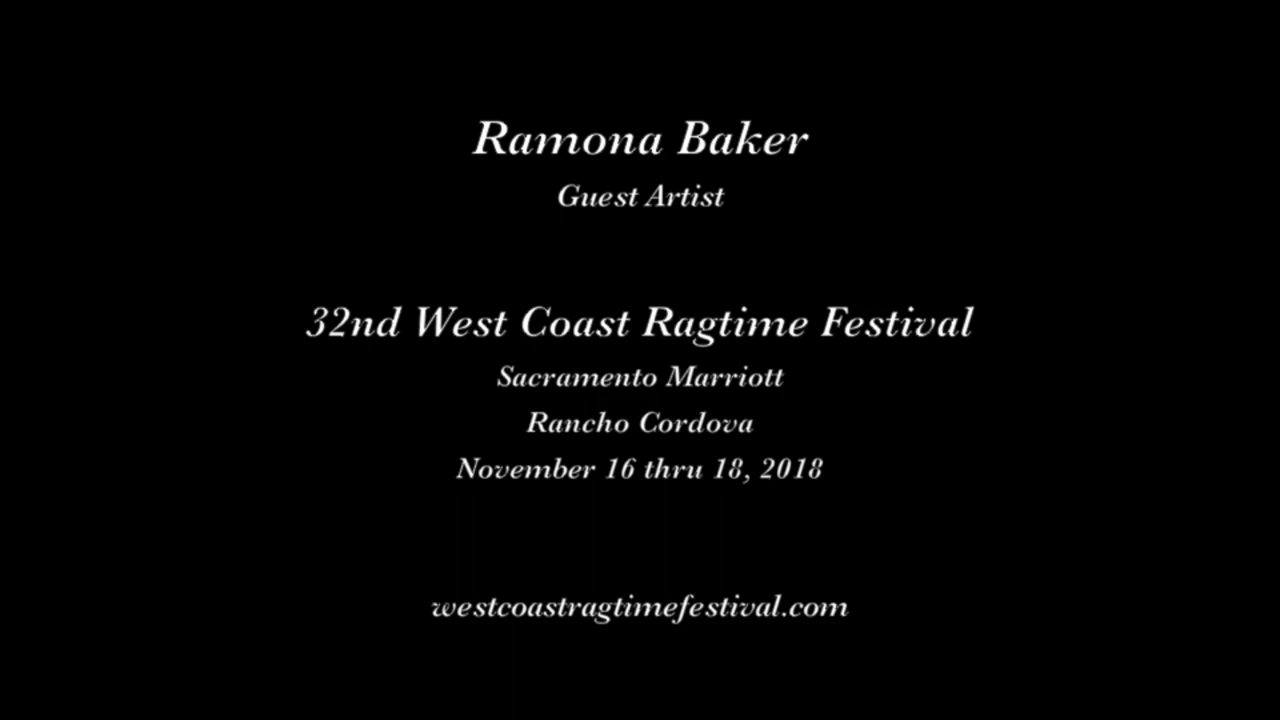 Ramona Baker
Guest Artist
32nd West Coast Ragtime Festival
Sacramento Marriott
Rancho Cordova
November 16 thru 18, 2018
westcoastragtimefestival.com